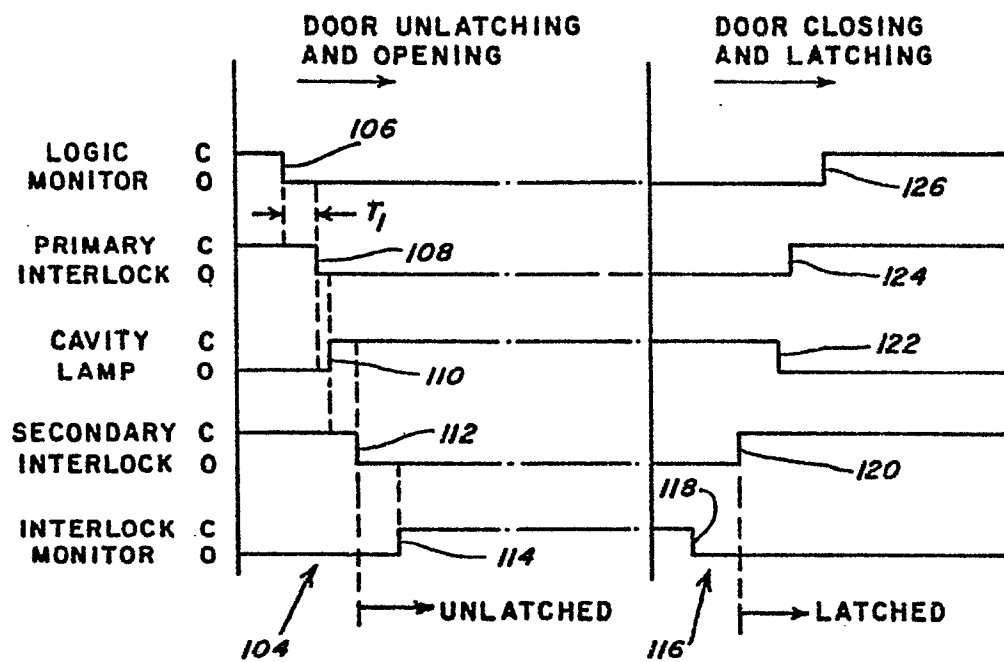 DOOR UNLATCHING
AND OPENING
DOOR CLOSING
AND LATCHING
LOGIC
MONITOR
C
O
106
126
T1
PRIMARY
INTERLOCK
C
O
108
124
CAVITY
LAMP
C
O
110
122
SECONDARY
INTERLOCK
C
O
112
118
120
INTERLOCK
MONITOR
C
O
114
104
UNLATCHED
116
LATCHED